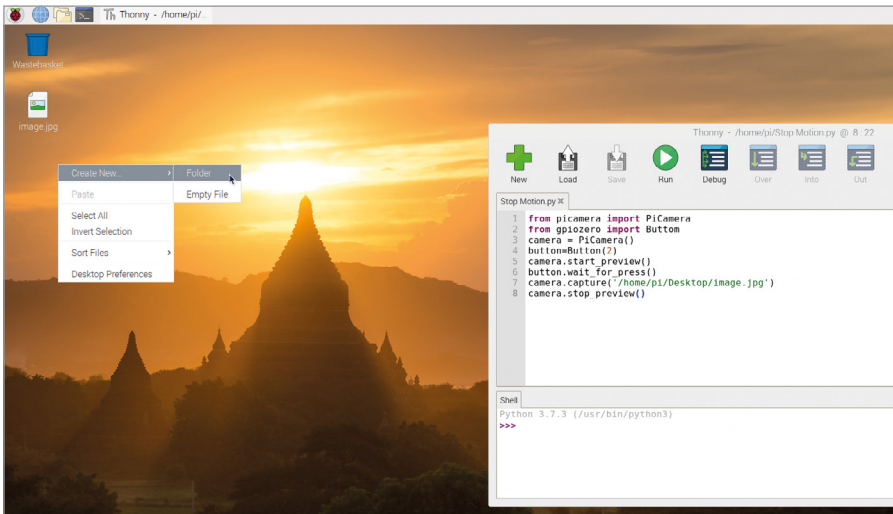 Thonny - /home/pi/..
Wastebasket
image.jpg
Create New...
Folder
Paste
Empty File
Select All
Invert Selection
Sort Files
Desktop Preferences
Thonny - /home/pi/Stop Motion.py @ 8 : 22
New
Load
Save
Run
Debug
Over
Into
Out
Stop Motion.py
1 from picamera import PiCamera
2 from gpiozero import Buttom
3 camera = PiCamera()
4 button=Button(2)
5 camera.start_preview()
6 button.wait_for_press()
7 camera.capture('/home/pi/Desktop/image.jpg')
8 camera.stop_preview()
Shell
Python 3.7.3 (/usr/bin/python3)
>>>